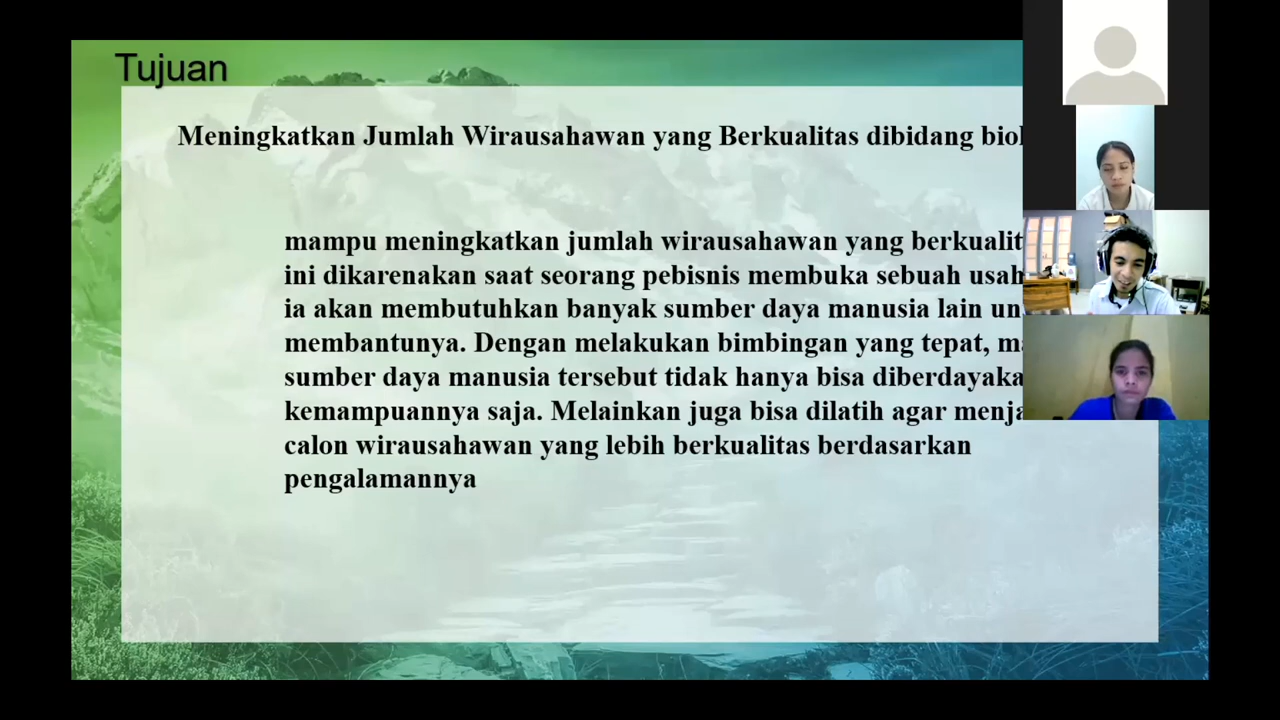 Tujuan
Meningkatkan Jumlah Wirausahawan yang Berkualitas dibidang
mampu meningkatkan jumlah wirausahawan yang
ini dikarenakan saat seorang pebisnis membuka sebuah
ia akan membutuhkan banyak sumber daya manusia lain
membantunya. Dengan melakukan bimbingan yang tepat,
sumber daya manusia tersebut tidak hanya bisa
kemampuannya saja. Melainkan juga bisa dilatih agar
calon wirausahawan yang lebih berkualitas berdasarkan
pengalamannya